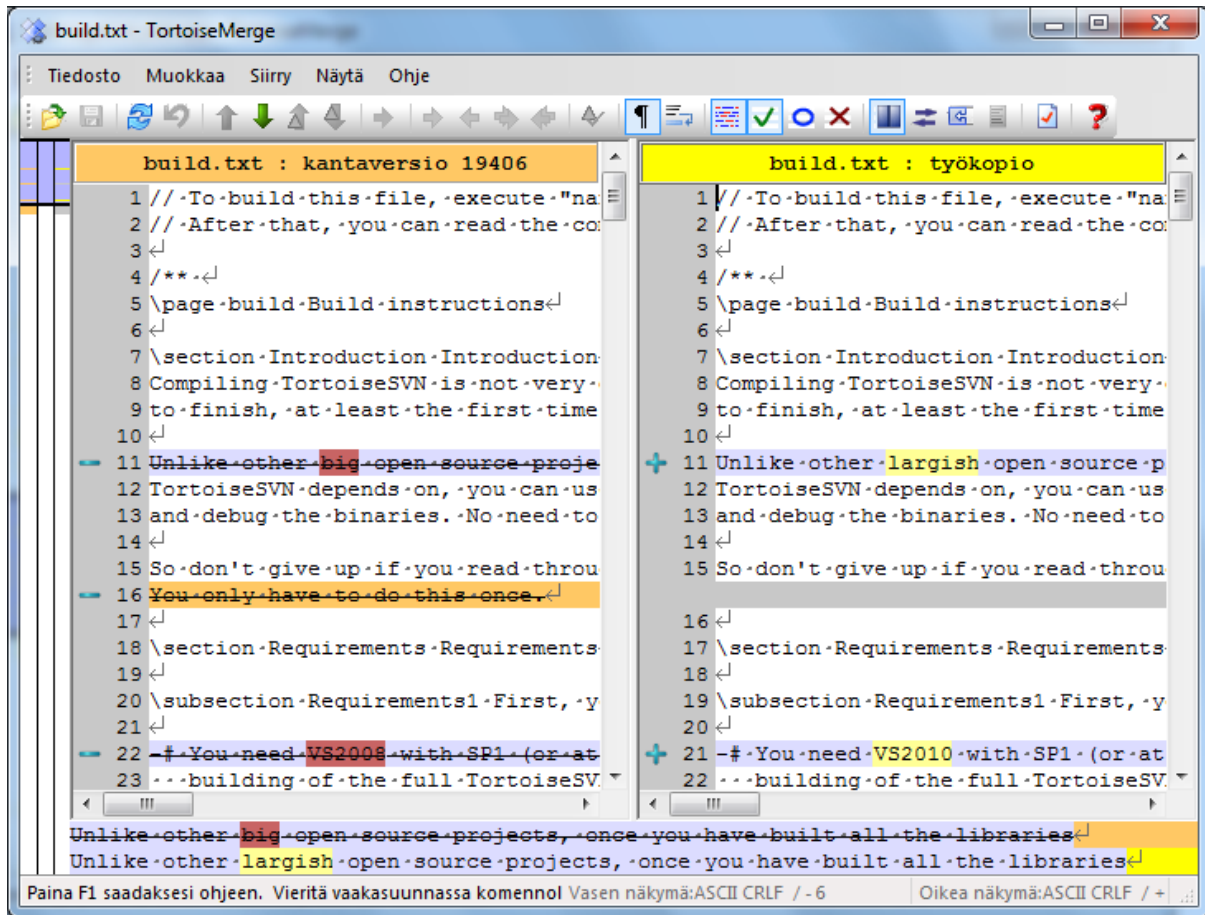 build.txt - TortoiseMerge
Tiedosto Muokkaa Siirry Näytä Ohje
build.txt : kantaversio 19406
1 // To build this file, execute "na
2 // After that, you can read the co
3
4 /**
5 \page build Build instructions
6
7 \section Introduction Introduction
8 Compiling TortoiseSVN is not very
9 to finish, at least the first time
10
11 Unlike other big open source proje
12 TortoiseSVN depends on, you can us
13 and debug the binaries. No need to
14
15 So don't give up if you read throu
16 You only have to do this once.
17
18 \section Requirements Requirements
19
20 \subsection Requirements1 First, y
21
22 -# You need VS2008 with SP1 (or at
23 building of the full TortoiseSV
build.txt : työkopio
1 // To build this file, execute "na
2 // After that, you can read the co
3
4 /**
5 \page build Build instructions
6
7 \section Introduction Introduction
8 Compiling TortoiseSVN is not very
9 to finish, at least the first time
10
11 Unlike other largish open source p
12 TortoiseSVN depends on, you can us
13 and debug the binaries. No need to
14
15 So don't give up if you read throu
16
17 \section Requirements Requirements
18
19 \subsection Requirements1 First, y
20
21 -# You need VS2010 with SP1 (or at
22 building of the full TortoiseSV
Unlike other big open source projects, once you have built all the libraries
Unlike other largish open source projects, once you have built all the libraries
Paina F1 saadaksesi ohjeen. Vieritä vaakasuunnassa komennol Vasen näkymä:ASCII CRLF / - 6 Oikea näkymä:ASCII CRLF / +